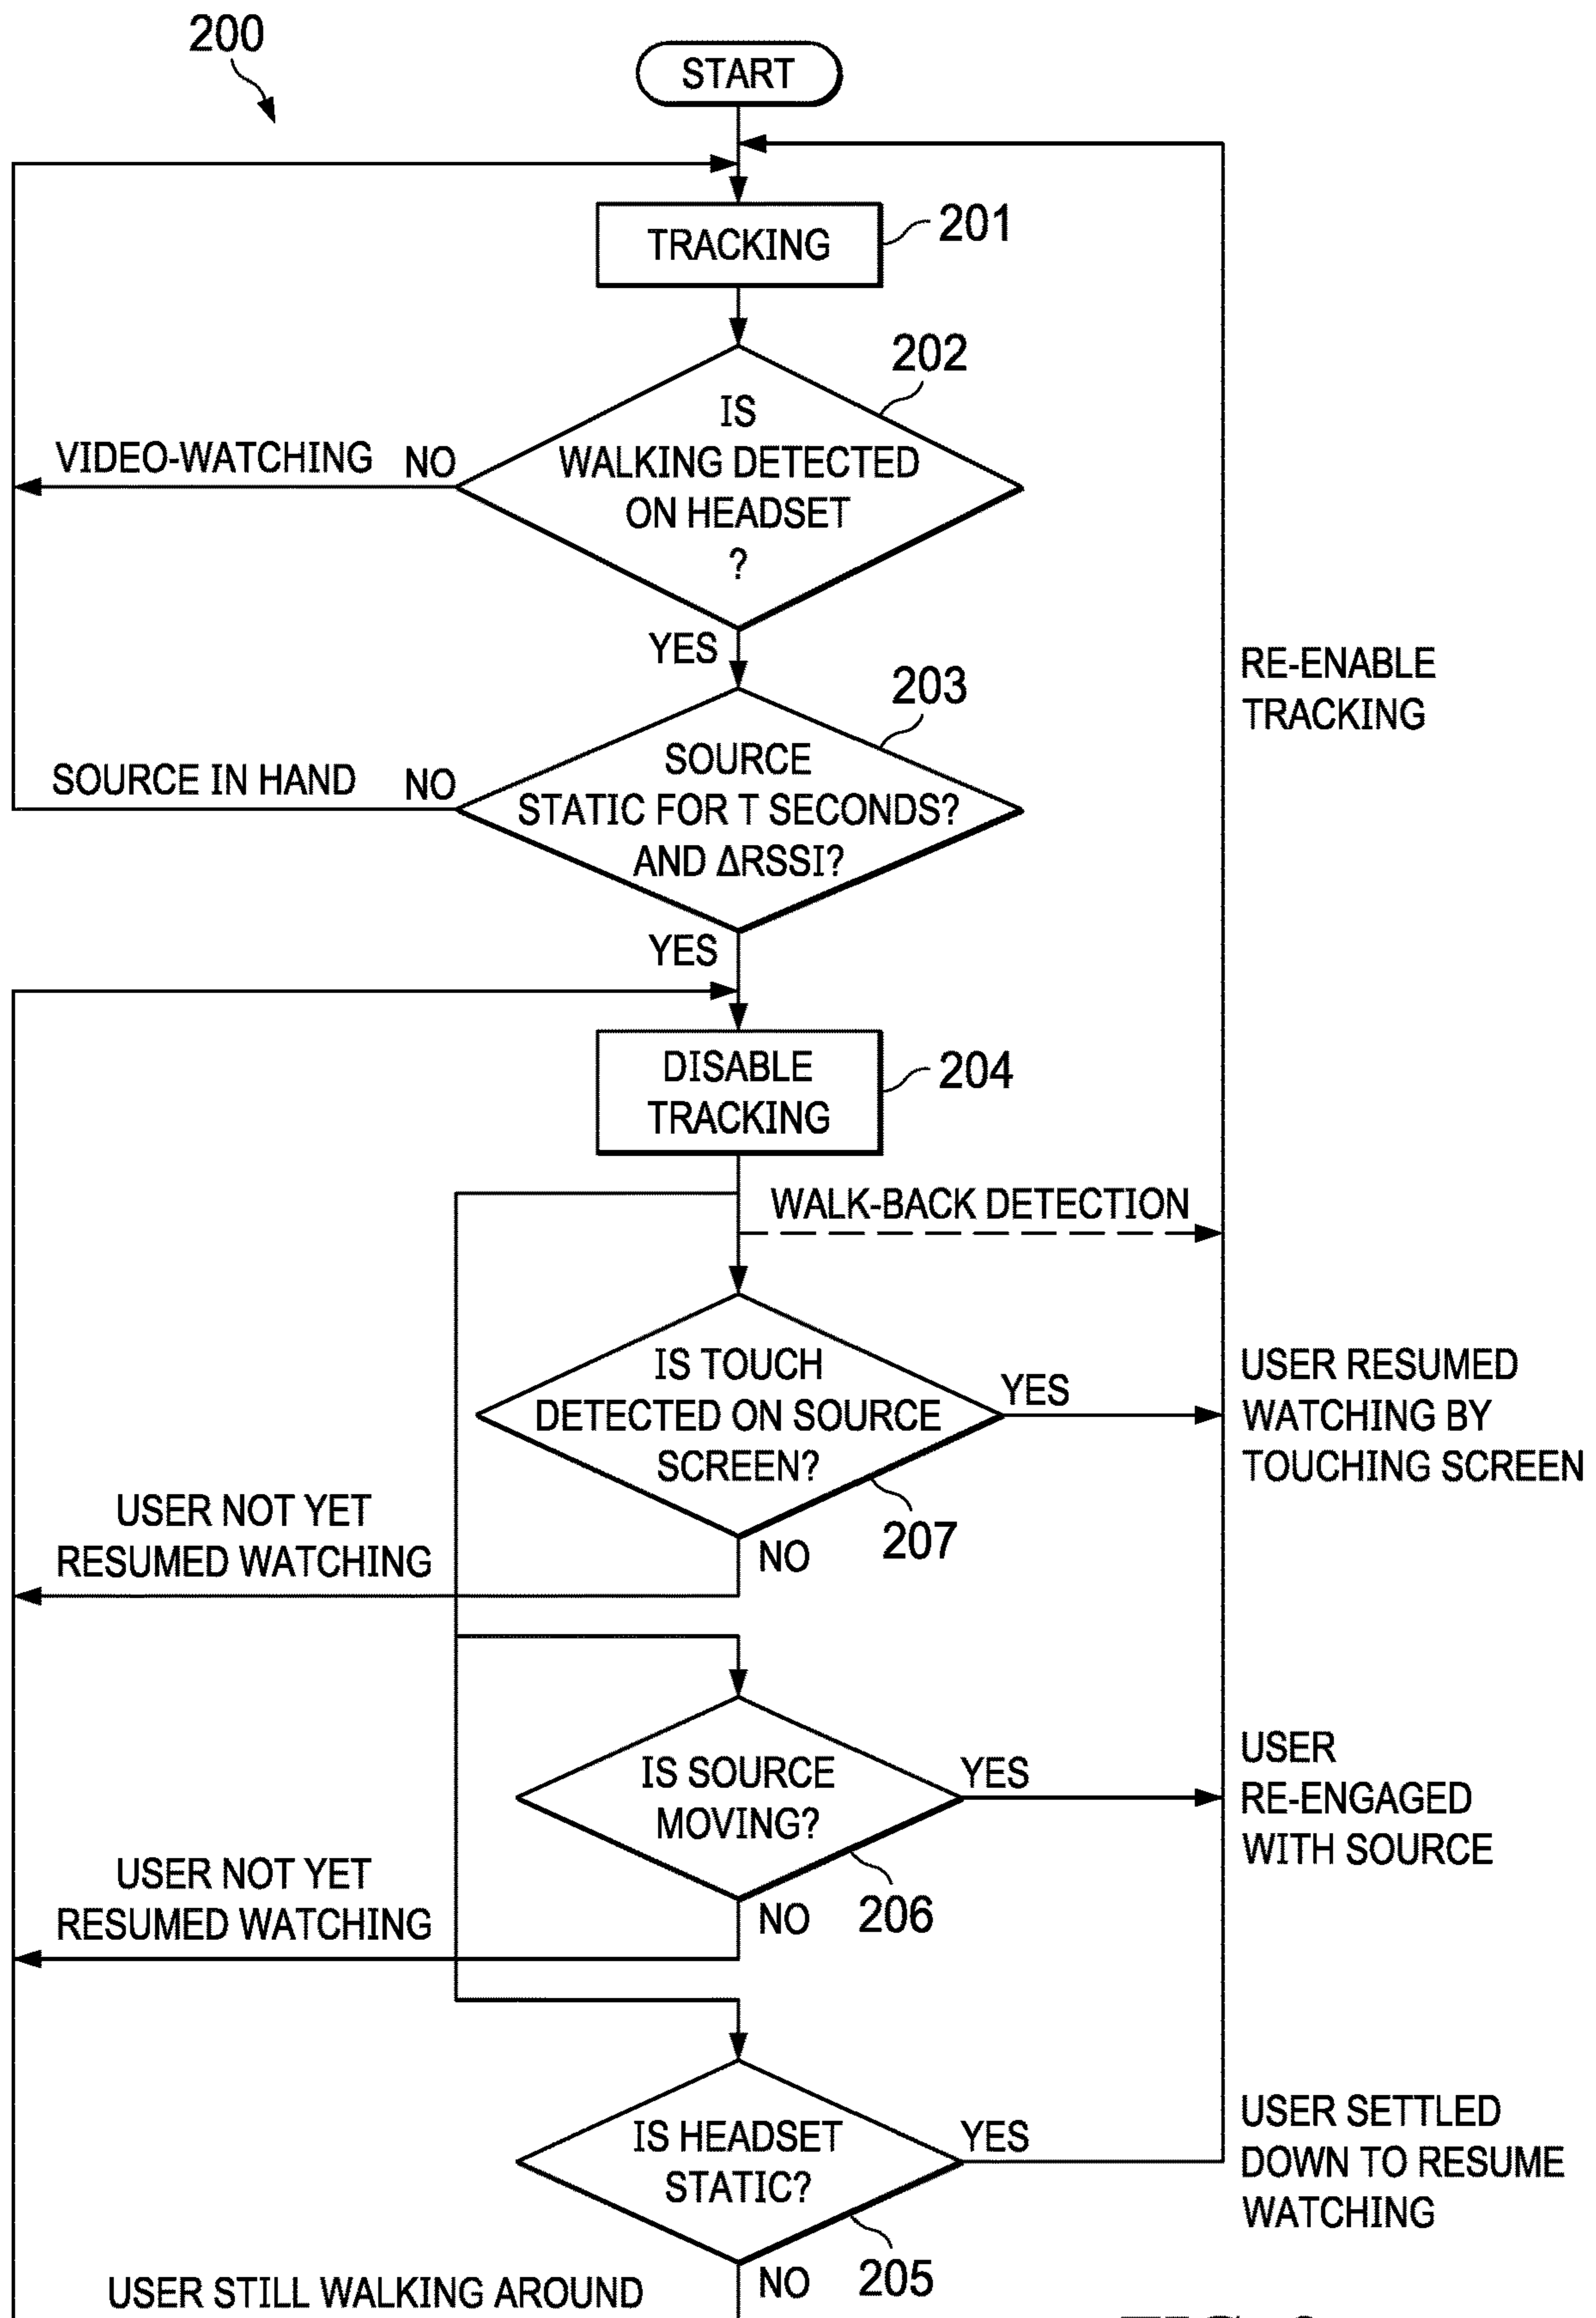 200
START
TRACKING
201
202
IS
WALKING DETECTED
ON HEADSET
?
VIDEO-WATCHING
NO
YES
203
RE-ENABLE
TRACKING
SOURCE
STATIC FOR T SECONDS?
AND ΔRSSI?
SOURCE IN HAND
NO
YES
DISABLE
TRACKING
204
WALK-BACK DETECTION
IS TOUCH
DETECTED ON SOURCE
SCREEN?
YES
USER RESUMED
WATCHING BY
TOUCHING SCREEN
207
NO
USER NOT YET
RESUMED WATCHING
IS SOURCE
MOVING?
YES
USER
RE-ENGAGED
WITH SOURCE
206
NO
USER NOT YET
RESUMED WATCHING
IS HEADSET
STATIC?
YES
USER SETTLED
DOWN TO RESUME
WATCHING
205
NO
USER STILL WALKING AROUND